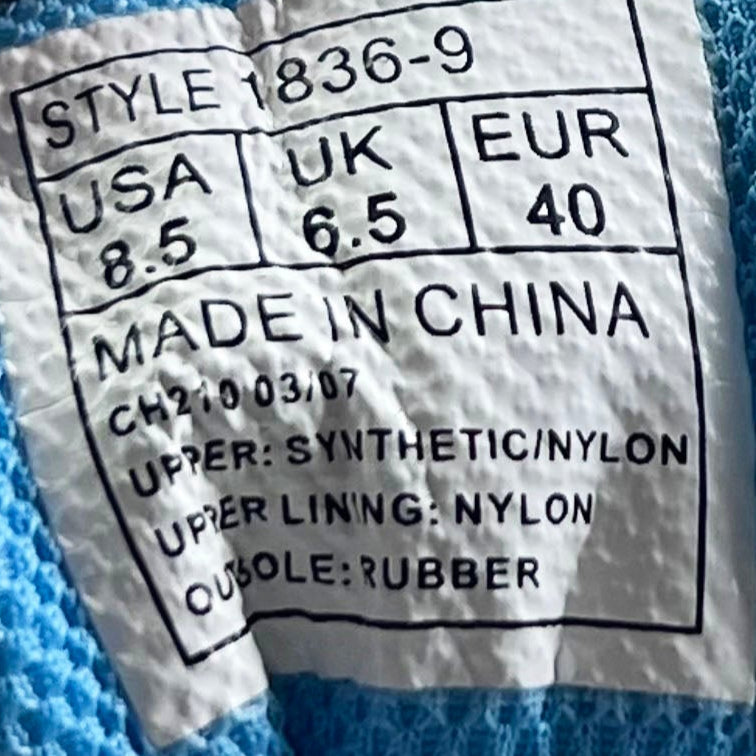 STYLE 1836-9
USA UK EUR
8.5 6.5 40
MADE IN CHINA
CH210 03/07
UPPER: SYNTHETIC/NYLON
UPPER LINING: NYLON
OUTSOLE: RUBBER